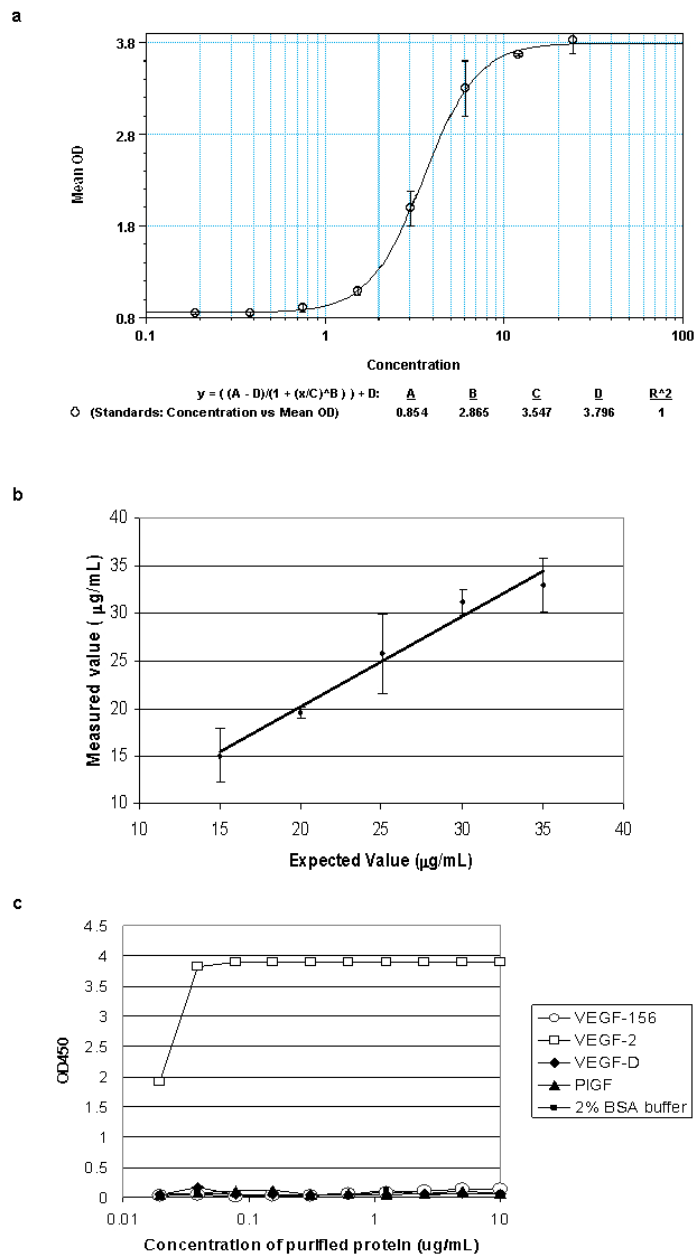 a
3.8
2.8
1.8
0.8
Mean OD
0.1
1
10
100
Concentration
y = ( (A - D)/(1 + (x/C)^B ) ) + D:
A
B
C
D
R^2
(Standards: Concentration vs Mean OD)
0.854
2.865
3.547
3.796
1
b
40
35
30
25
20
15
10
Measured value ( μg/mL)
10
15
20
25
30
35
40
Expected Value (μg/mL)
c
4.5
4
3.5
3
2.5
2
1.5
1
0.5
0
OD450
0.01
0.1
1
10
Concentration of purified protein (ug/mL)
VEGF-156
VEGF-2
VEGF-D
PIGF
2% BSA buffer